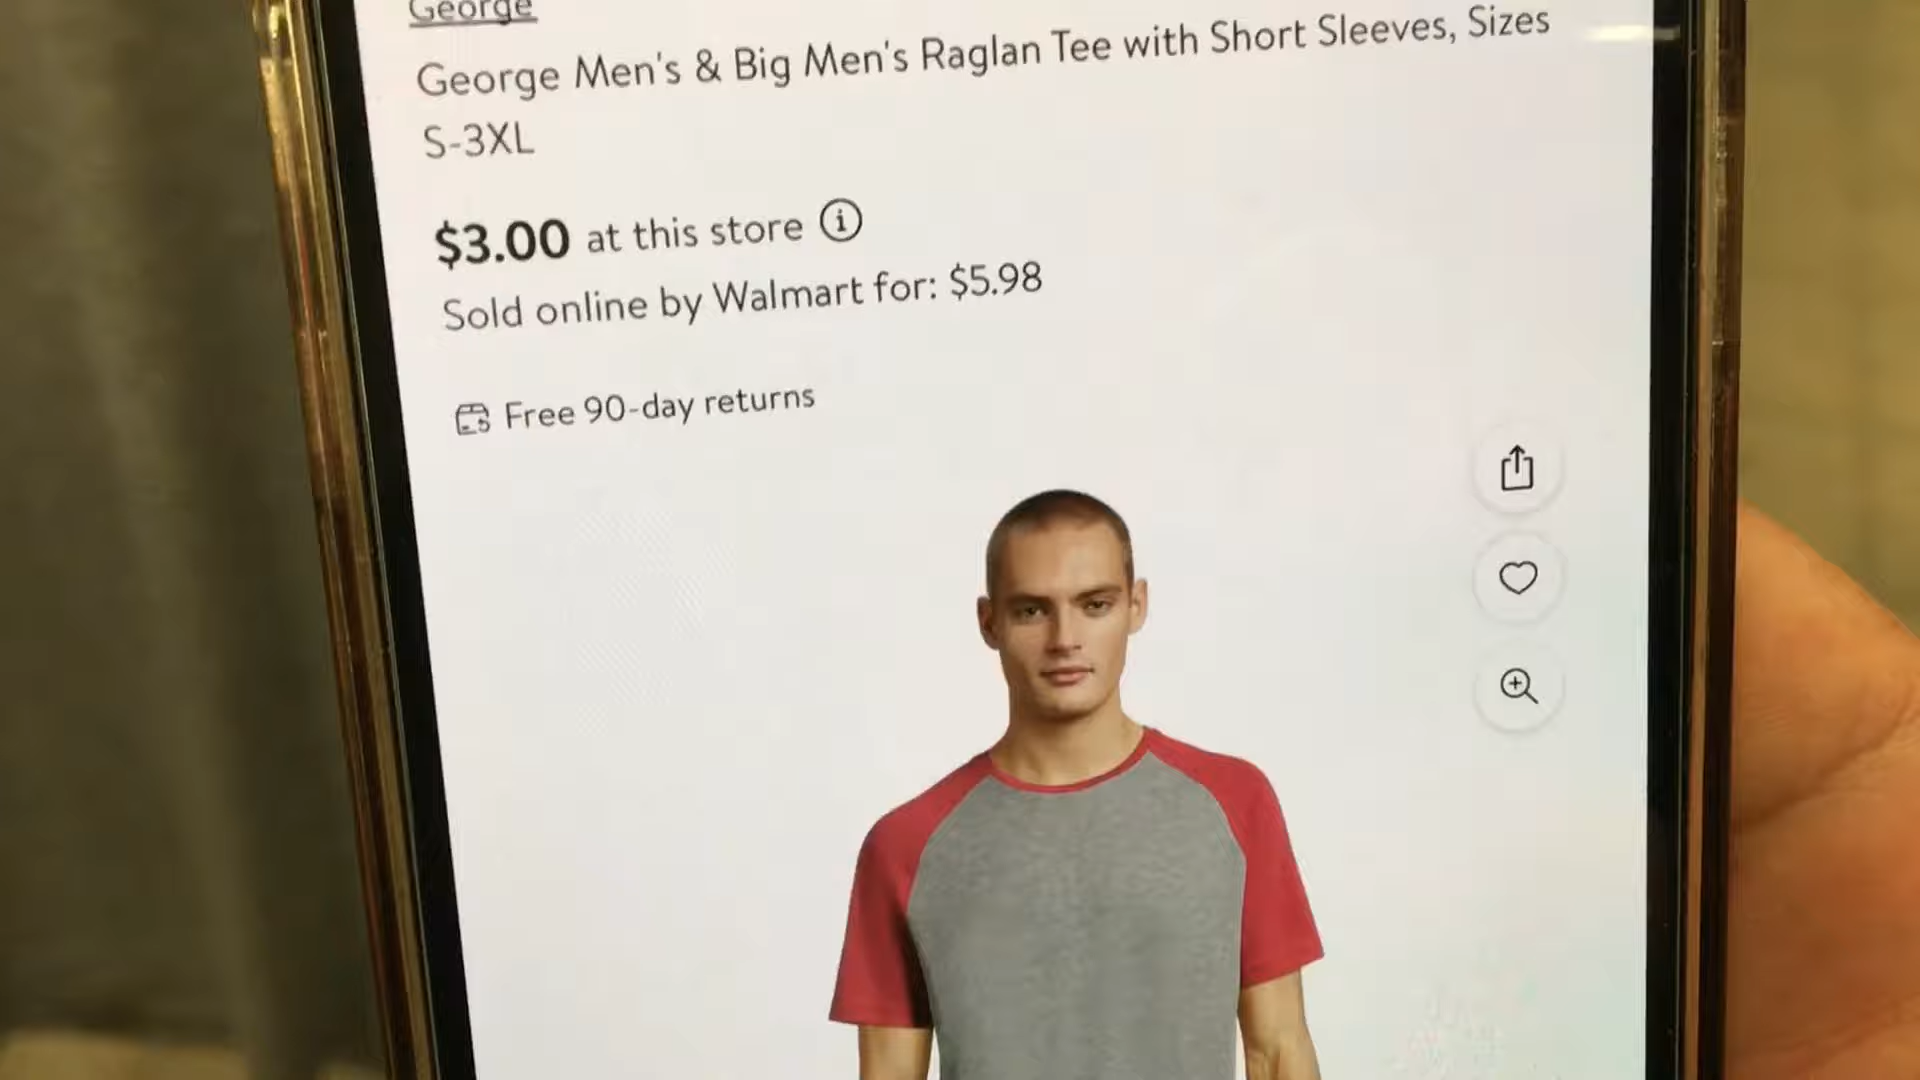 George
George Men's & Big Men's Raglan Tee with Short Sleeves, Sizes
S-3XL
$3.00 at this store
Sold online by Walmart for: $5.98
Free 90-day returns